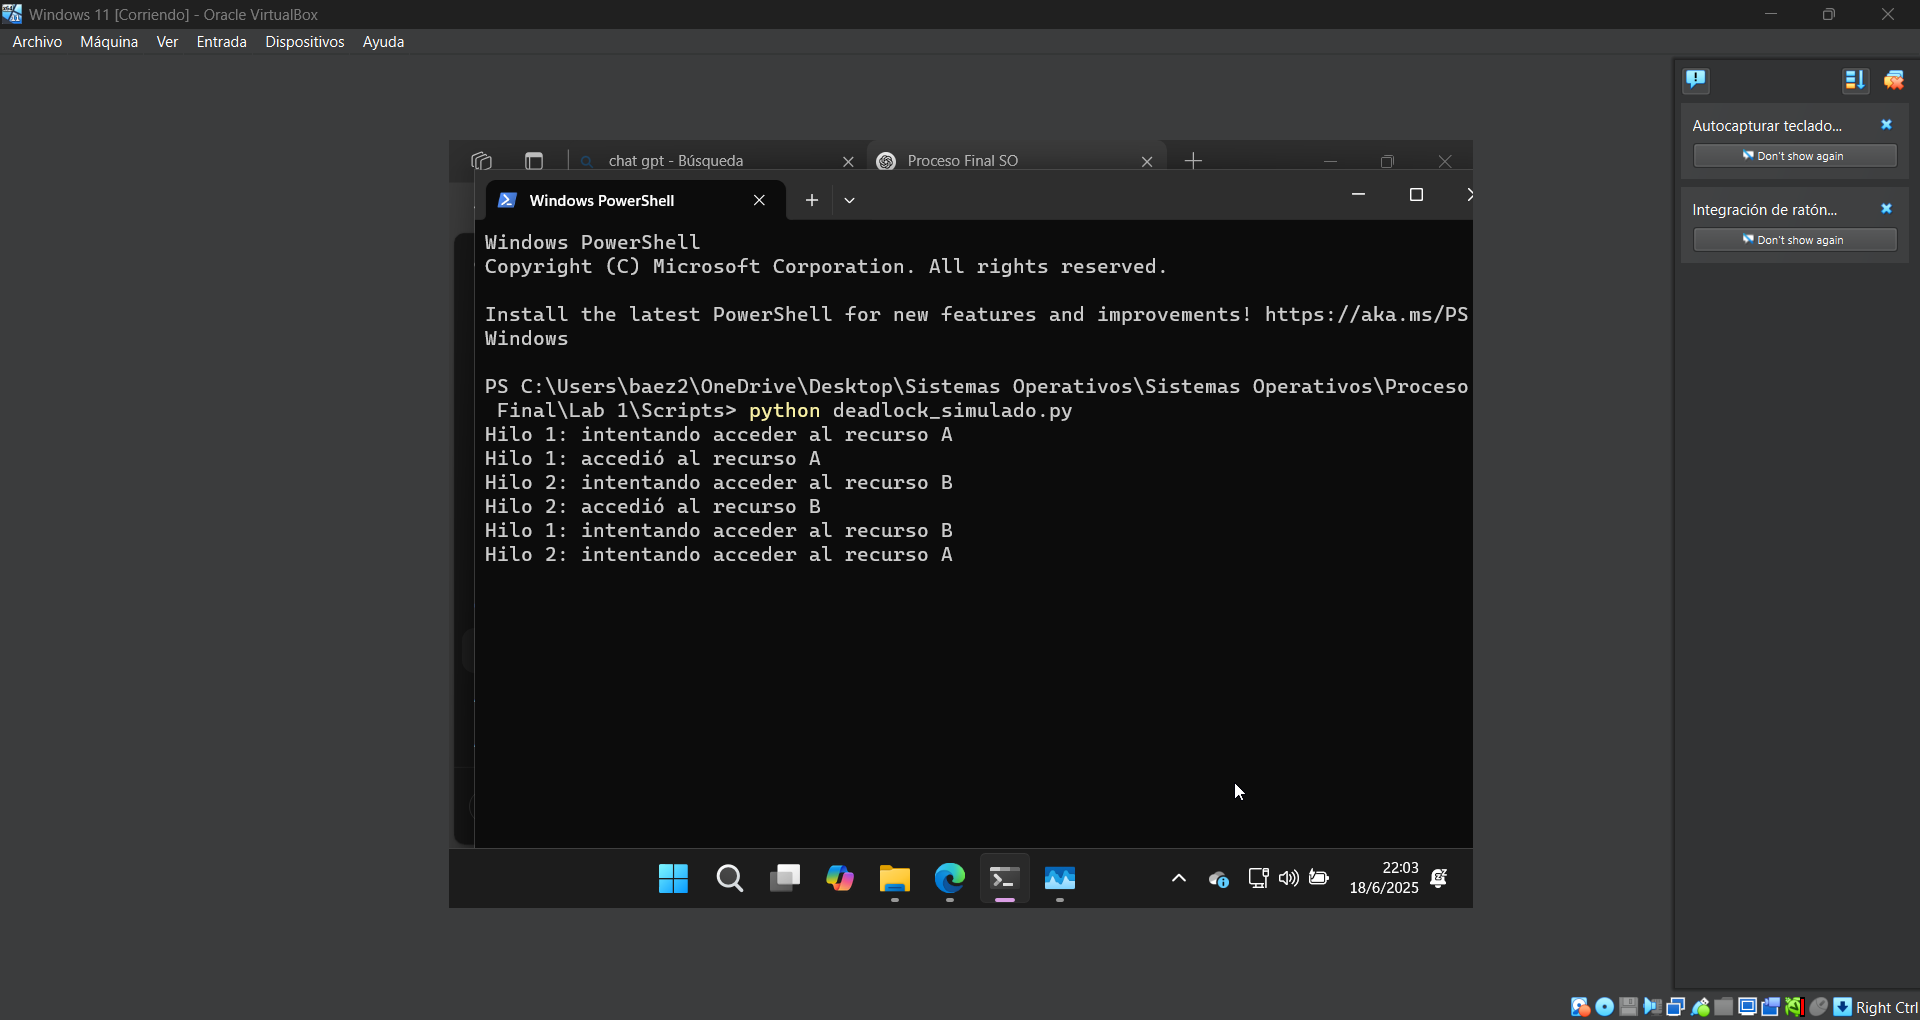 Windows 11 [Corriendo] - Oracle VirtualBox
Archivo Máquina Ver Entrada Dispositivos Ayuda
Autocapturar teclado...
Don't show again
Integración de ratón...
Don't show again
chat gpt - Búsqueda
Proceso Final SO
Windows PowerShell
Windows PowerShell
Copyright (C) Microsoft Corporation. All rights reserved.
Install the latest PowerShell for new features and improvements! https://aka.ms/PS
Windows
PS C:\Users\baez2\OneDrive\Desktop\Sistemas Operativos\Sistemas Operativos\Proceso
Final\Lab 1\Scripts> python deadlock_simulado.py
Hilo 1: intentando acceder al recurso A
Hilo 1: accedió al recurso A
Hilo 2: intentando acceder al recurso B
Hilo 2: accedió al recurso B
Hilo 1: intentando acceder al recurso B
Hilo 2: intentando acceder al recurso A
22:03
18/6/2025
Right Ctrl